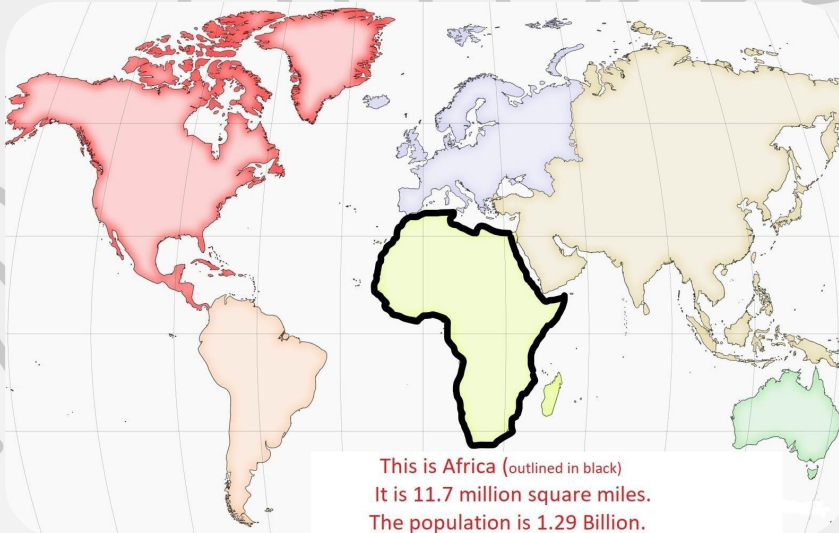 This is Africa (outlined in black)
It is 11.7 million square miles.
The population is 1.29 Billion.